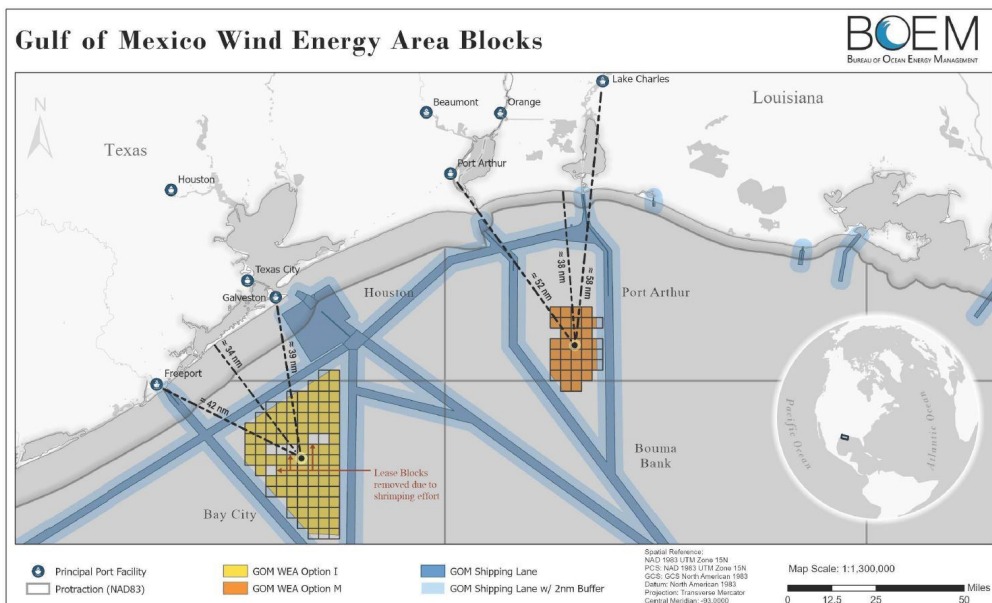 Gulf of Mexico Wind Energy Area Blocks
BOEM
BUREAU OF OCEAN ENERGY MANAGEMENT
N
Lake Charles
Beaumont
Orange
Louisiana
Texas
Port Arthur
Houston
Texas City
Galveston
Houston
Port Arthur
≈ 52 nm
≈ 38 nm
≈ 58 nm
≈ 34 nm
≈ 39 nm
Freeport
≈ 42 nm
Pacific Ocean
Atlantic Ocean
Bouma
Bank
Lease Blocks
removed due to
shrimping effort
Bay City
Principal Port Facility
Protraction (NAD83)
GOM WEA Option I
GOM WEA Option M
GOM Shipping Lane
GOM Shipping Lane w/ 2nm Buffer
Spatial Reference:
NAD 1983 UTM Zone 15N
PCS: NAD 1983 UTM Zone 15N
GCS: GCS North American 1983
Datum: North American 1983
Projection: Transverse Mercator
Central Meridian: -93.0000
Map Scale: 1:1,300,000
Miles
0 12.5 25 50